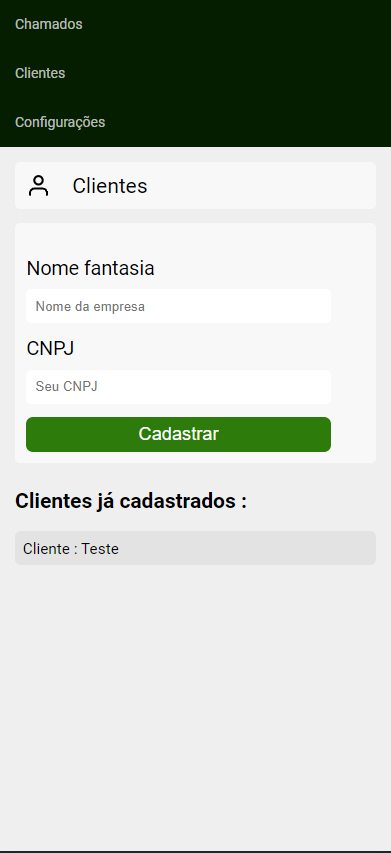 Chamados
Clientes
Configurações
Clientes
Nome fantasia
Nome da empresa
CNPJ
Seu CNPJ
Cadastrar
Clientes já cadastrados :
Cliente : Teste